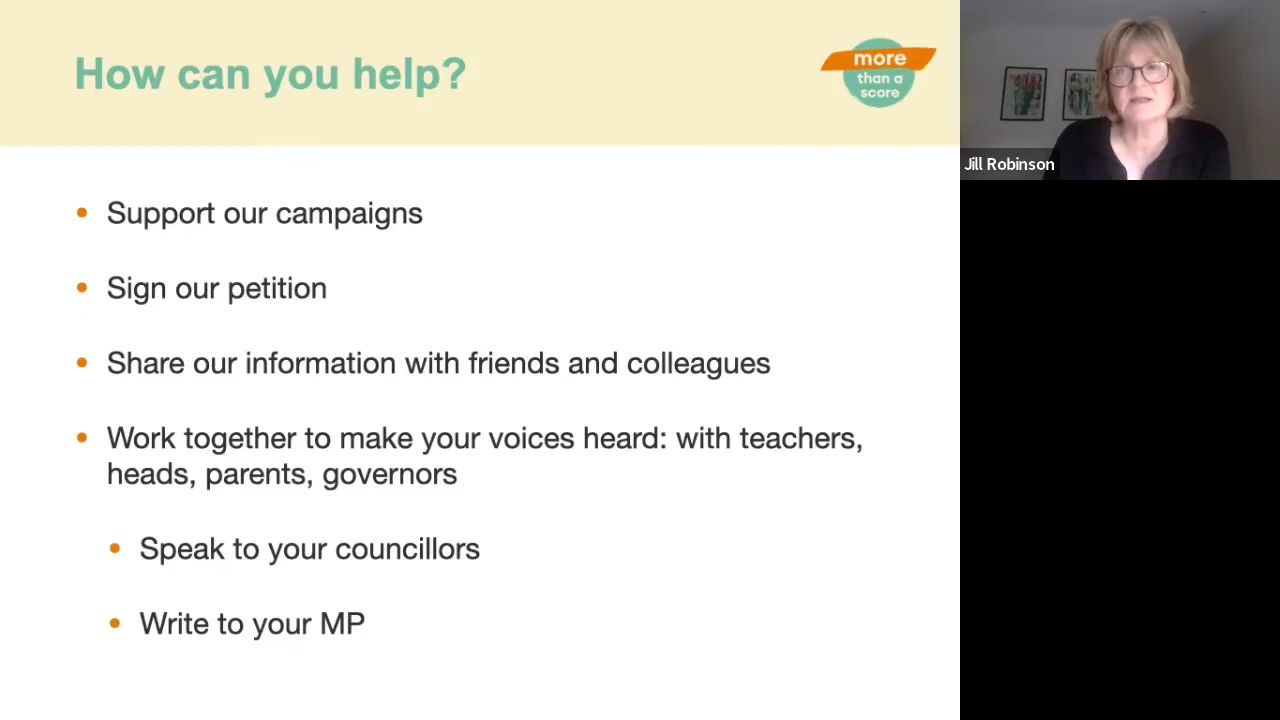 How can you help?
more
than a
score
Jill Robinson
• Support our campaigns
• Sign our petition
• Share our information with friends and colleagues
• Work together to make your voices heard: with teachers,
heads, parents, governors
• Speak to your councillors
• Write to your MP